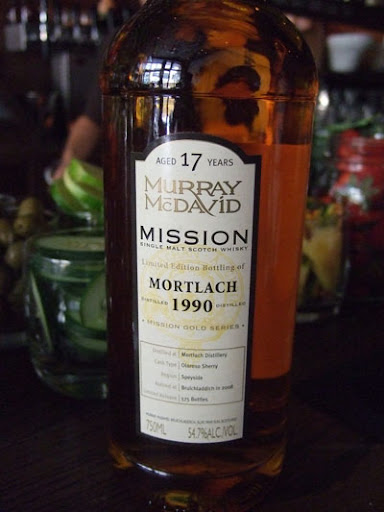 AGED 17 YEARS
MURRAY
McDAVID
MISSION
SINGLE MALT SCOTCH WHISKY
Limited Edition Bottling of
MORTLACH
DISTILLED 1990 DISTILLED
• MISSION GOLD SERIES •
Distilled at Mortlach Distillery
Cask Type Oloroso Sherry
Region Speyside
Bottled at Bruichladdich in 2008
Limited Release 575 Bottles
750ML 54.7%ALC./VOL.